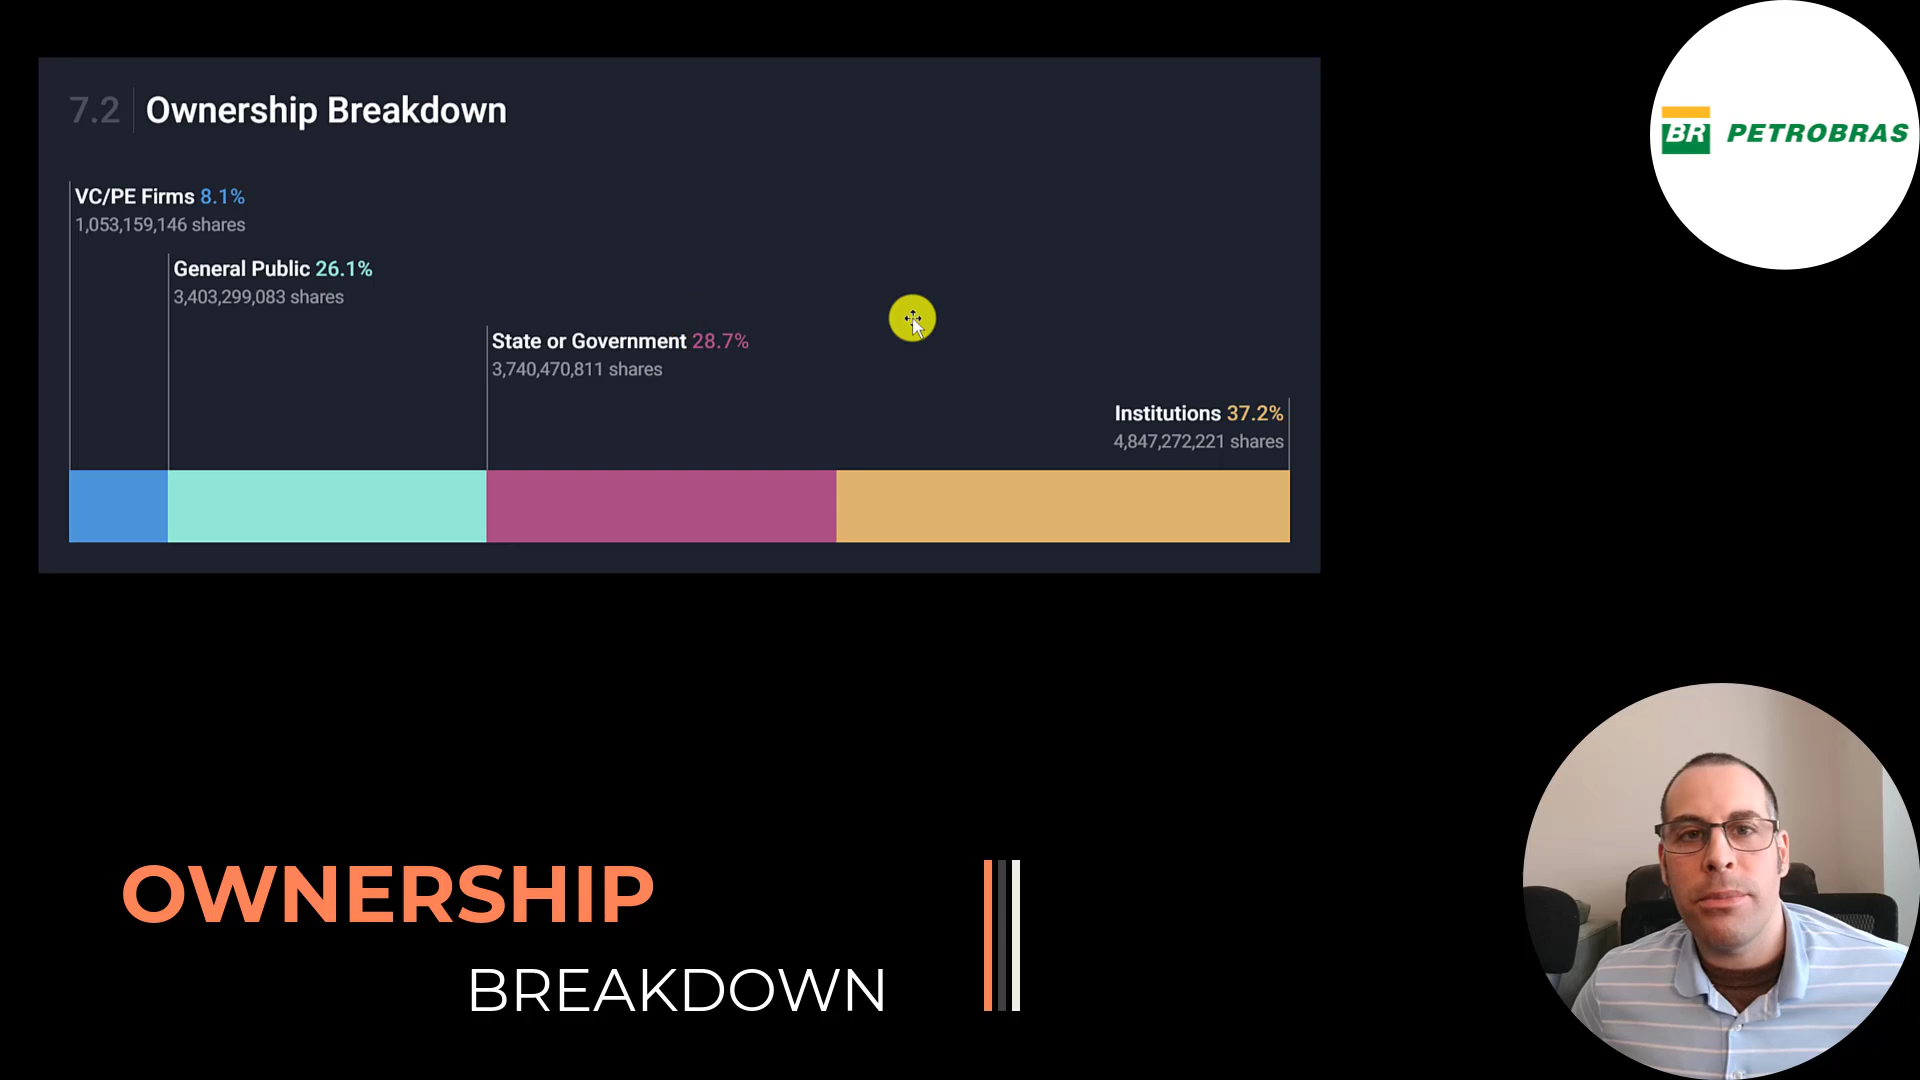 7.2 Ownership Breakdown
VC/PE Firms 8.1%
1,053,159,146 shares
General Public 26.1%
3,403,299,083 shares
State or Government 28.7%
3,740,470,811 shares
Institutions 37.2%
4,847,272,221 shares
BR PETROBRAS
OWNERSHIP
BREAKDOWN